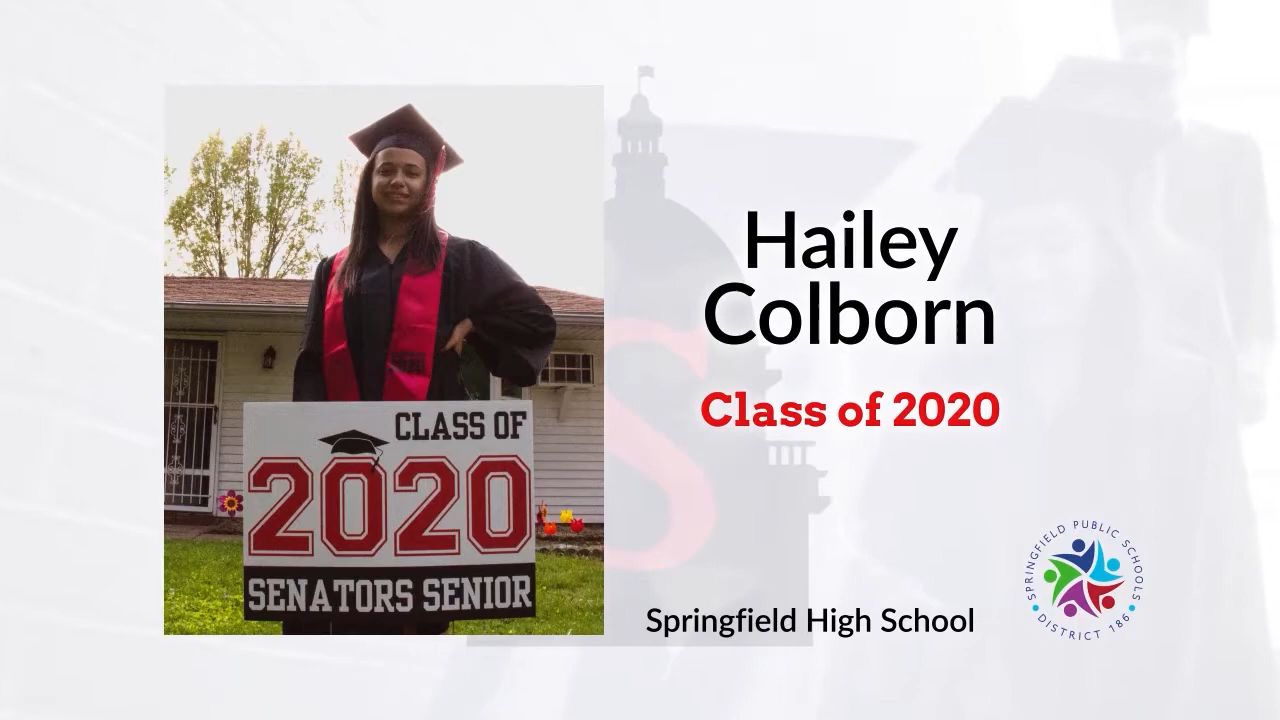 CLASS OF
2020
SENATORS SENIOR
Hailey
Colborn
Class of 2020
S
Springfield High School
SPRINGFIELD PUBLIC SCHOOLS
DISTRICT 186